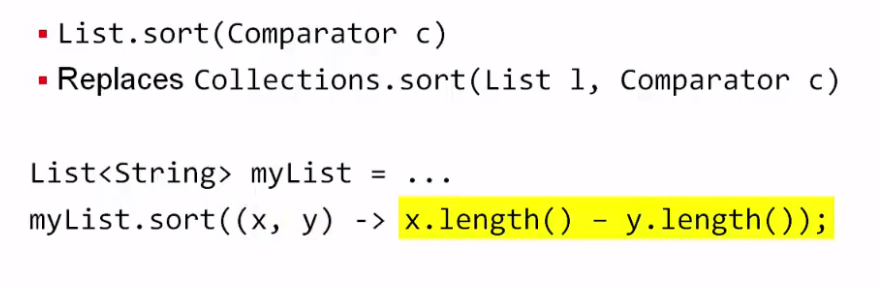 ▪ List.sort(Comparator c)
▪ Replaces Collections.sort(List l, Comparator c)
List<String> myList = ...
myList.sort((x, y) -> x.length() – y.length());